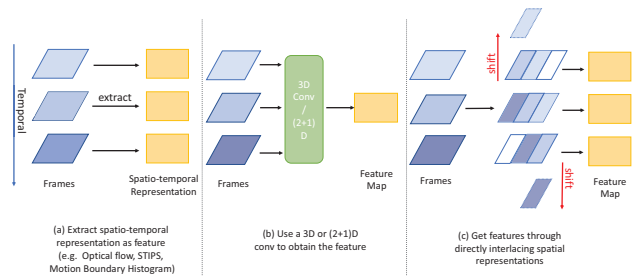 Temporal
extract
Frames
Spatio-temporal
Representation
(a) Extract spatio-temporal
representation as feature
(e.g. Optical flow, STIPS,
Motion Boundary Histogram)
3D
Conv
/
(2+1)
D
Frames
Feature
Map
(b) Use a 3D or (2+1)D
conv to obtain the feature
shift
shift
Frames
Feature
Map
(c) Get features through
directly interlacing spatial
representations